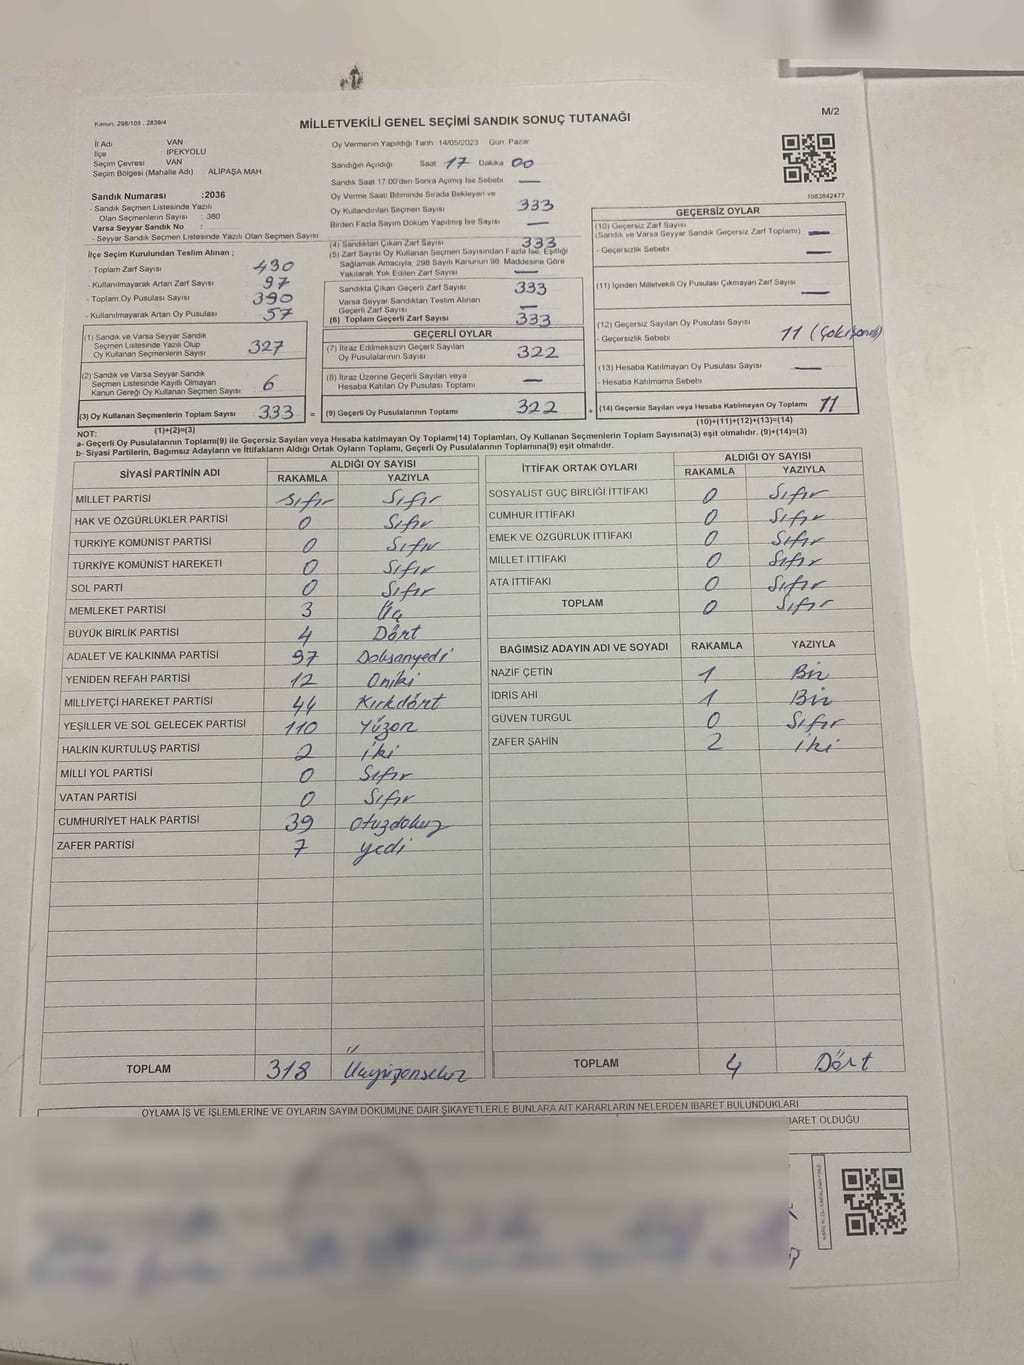 Kanun, 298/105 , 2839/4
M/2
MİLLETVEKİLİ GENEL SEÇİMİ SANDIK SONUÇ TUTANAĞI
İl Adı VAN
İlçe : İPEKYOLU
Seçim Çevresi VAN
Seçim Bölgesi (Mahalle Adı) : ALİPAŞA MAH.
Sandık Numarası :2036
- Sandık Seçmen Listesinde Yazılı
Olan Seçmenlerin Sayısı : 380
Varsa Seyyar Sandık No :
- Seyyar Sandık Seçmen Listesinde Yazılı Olan Seçmen Sayısı
İlçe Seçim Kurulundan Teslim Alınan ;
- Toplam Zarf Sayısı 430
- Kullanılmayarak Artan Zarf Sayısı 97
- Toplam Oy Pusulası Sayısı 390
- Kullanılmayarak Artan Oy Pusulası 57
(1) Sandık ve Varsa Seyyar Sandık
Seçmen Listesinde Yazılı Olup
Oy Kullanan Seçmenlerin Sayısı 327
(2) Sandık ve Varsa Seyyar Sandık
Seçmen Listesinde Kayıtlı Olmayan
Kanun Gereği Oy Kullanan Seçmen Sayısı 6
(3) Oy Kullanan Seçmenlerin Toplam Sayısı 333 =
(1)+(2)=(3)
Oy Vermenin Yapıldığı Tarih 14/05/2023 Gün Pazar
Sandığın Açıldığı Saat 17 Dakika 00
Sandık Saat 17:00'den Sonra Açımış İse Sebebi —
Oy Verme Saati Bitiminde Sırada Bekleyen ve
Oy Kullandırılan Seçmen Sayısı 333
Birden Fazla Sayım Döküm Yapılmış İse Sayısı —
(4) Sandıktan Çıkan Zarf Sayısı 333
(5) Zarf Sayısı Oy Kullanan Seçmen Sayısından Fazla İse, Eşitliği
Sağlamak Amacıyla, 298 Sayılı Kanunun 98. Maddesine Göre
Yakılarak Yok Edilen Zarf Sayısı —
Sandıkta Çıkan Geçerli Zarf Sayısı 333
Varsa Seyyar Sandıktan Teslim Alınan
Geçerli Zarf Sayısı —
(6) Toplam Geçerli Zarf Sayısı 333
GEÇERLİ OYLAR
(7) İtiraz Edilmeksizin Geçerli Sayılan
Oy Pusulalarının Sayısı 322
(8) İtiraz Üzerine Geçerli Sayılan veya
Hesaba Katılan Oy Pusulası Toplamı —
(9) Geçerli Oy Pusulalarının Toplamı 322 +
1083842477
GEÇERSİZ OYLAR
(10) Geçersiz Zarf Sayısı
(Sandık ve Varsa Seyyar Sandık Geçersiz Zarf Toplamı) —
- Geçersizlik Sebebi —
(11) İçinden Milletvekili Oy Pusulası Çıkmayan Zarf Sayısı —
(12) Geçersiz Sayılan Oy Pusulası Sayısı
- Geçersizlik Sebebi 11
(13) Hesaba Katılmayan Oy Pusulası Sayısı —
- Hesaba Katılmama Sebebi
(14) Geçersiz Sayılan veya Hesaba Katılmayan Oy Toplamı 11
(10)+(11)+(12)+(13)=(14)
NOT:
a- Geçerli Oy Pusulalarının Toplamı(9) ile Geçersiz Sayılan veya Hesaba katılmayan Oy Toplamı(14) Toplamları, Oy Kullanan Seçmenlerin Toplam Sayısına(3) eşit olmalıdır. (9)+(14)=(3)
b- Siyasi Partilerin, Bağımsız Adayların ve İttifakların Aldığı Ortak Oyların Toplamı, Geçerli Oy Pusulalarının Toplamına(9) eşit olmalıdır.
SİYASİ PARTİNİN ADI ALDIĞI OY SAYISI
RAKAMLA YAZIYLA
MİLLET PARTİSİ Sıfır Sıfır
HAK VE ÖZGÜRLÜKLER PARTİSİ 0 Sıfır
TÜRKİYE KOMÜNİST PARTİSİ 0 Sıfır
TÜRKİYE KOMÜNİST HAREKETİ 0 Sıfır
SOL PARTİ 0 Sıfır
MEMLEKET PARTİSİ 3 Üç
BÜYÜK BİRLİK PARTİSİ 4 Dört
ADALET VE KALKINMA PARTİSİ 97 Doksanyedi
YENİDEN REFAH PARTİSİ 12 Oniki
MİLLİYETÇİ HAREKET PARTİSİ 44 Kırkdört
YEŞİLLER VE SOL GELECEK PARTİSİ 110 Yüzon
HALKIN KURTULUŞ PARTİSİ 2 iki
MİLLİ YOL PARTİSİ 0 Sıfır
VATAN PARTİSİ 0 Sıfır
CUMHURİYET HALK PARTİSİ 39 Otuzdokuz
ZAFER PARTİSİ 7 yedi
TOPLAM 318 Üçyüzonsekiz
İTTİFAK ORTAK OYLARI ALDIĞI OY SAYISI
RAKAMLA YAZIYLA
SOSYALİST GÜÇ BİRLİĞİ İTTİFAKI 0 Sıfır
CUMHUR İTTİFAKI 0 Sıfır
EMEK VE ÖZGÜRLÜK İTTİFAKI 0 Sıfır
MİLLET İTTİFAKI 0 Sıfır
ATA İTTİFAKI 0 Sıfır
TOPLAM 0 Sıfır
BAĞIMSIZ ADAYIN ADI VE SOYADI RAKAMLA YAZIYLA
NAZİF ÇETİN 1 Bir
İDRİS AHİ 1 Bir
GÜVEN TURGUL 0 Sıfır
ZAFER ŞAHİN 2 iki
TOPLAM 4 Dört
OYLAMA İŞ VE İŞLEMLERİNE VE OYLARIN SAYIM DÖKÜMÜNE DAİR ŞİKAYETLERLE BUNLARA AİT KARARLARIN NELERDEN İBARET BULUNDUKLARI
İBARET OLDUĞU